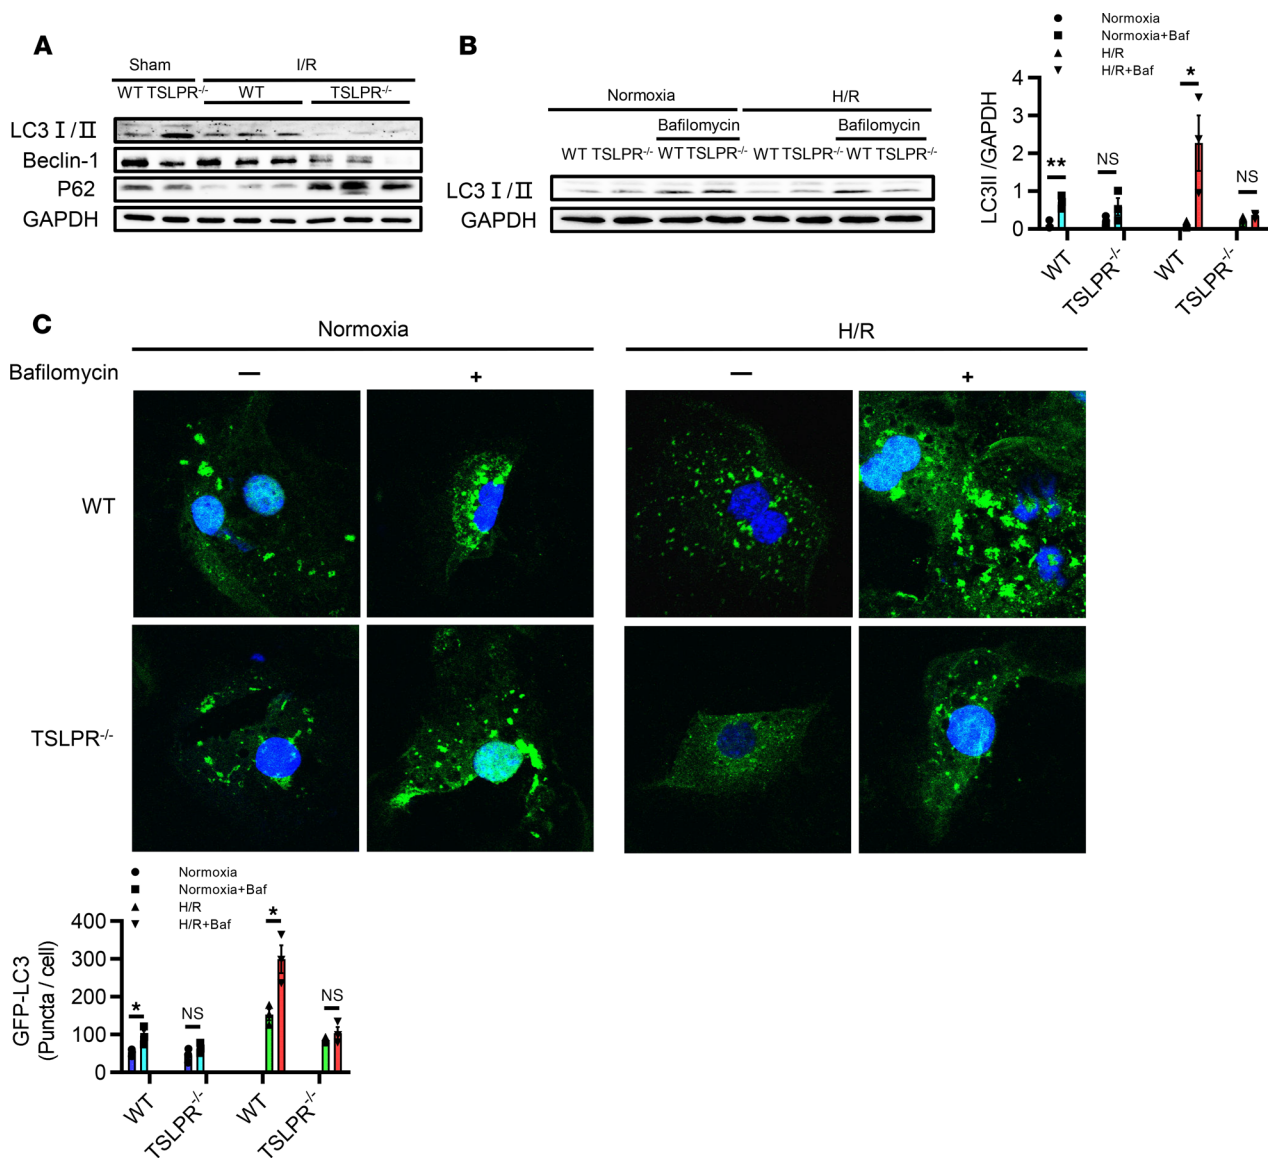 A
Sham I/R
WT TSLPR-/- WT TSLPR-/-
LC3 Ⅰ/Ⅱ
Beclin-1
P62
GAPDH
B
Normoxia H/R
Bafilomycin Bafilomycin
WT TSLPR-/- WT TSLPR-/- WT TSLPR-/- WT TSLPR-/-
LC3 Ⅰ/Ⅱ
GAPDH
Normoxia
Normoxia+Baf
H/R
H/R+Baf
LC3II /GAPDH
4
3
2
1
0
** NS * NS
WT TSLPR-/- WT TSLPR-/-
C
Normoxia H/R
Bafilomycin — + — +
WT
TSLPR-/-
Normoxia
Normoxia+Baf
H/R
H/R+Baf
GFP-LC3
(Puncta / cell)
400
300
200
100
0
* NS * NS
WT TSLPR-/- WT TSLPR-/-